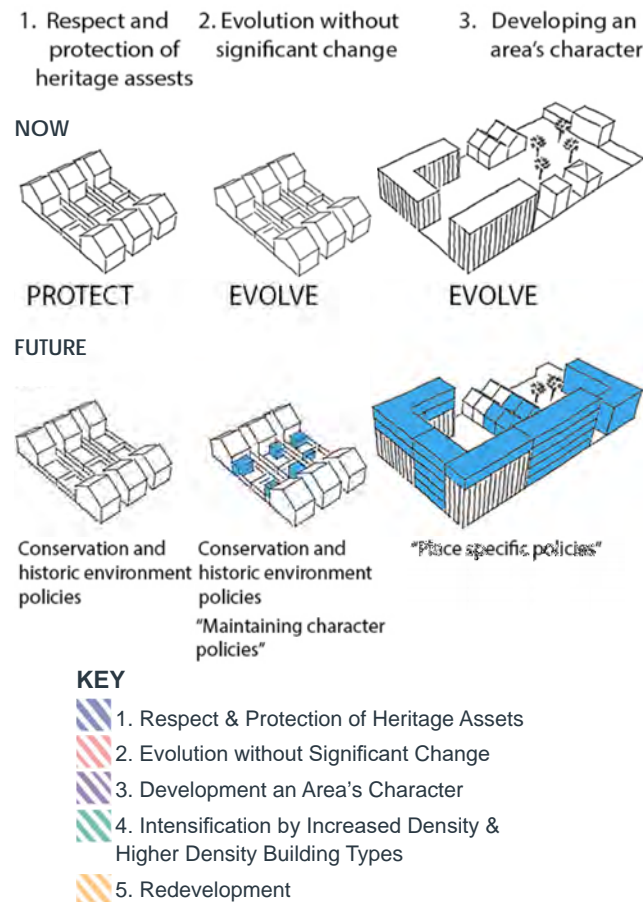 1. Respect and
protection of
heritage assests
2. Evolution without
significant change
3. Developing an
area's character
NOW
PROTECT
EVOLVE
EVOLVE
FUTURE
Conservation and
historic environment
policies
Conservation and
historic environment
policies
"Maintaining character
policies"
"Place specific policies"
KEY
1. Respect & Protection of Heritage Assets
2. Evolution without Significant Change
3. Development an Area's Character
4. Intensification by Increased Density &
Higher Density Building Types
5. Redevelopment